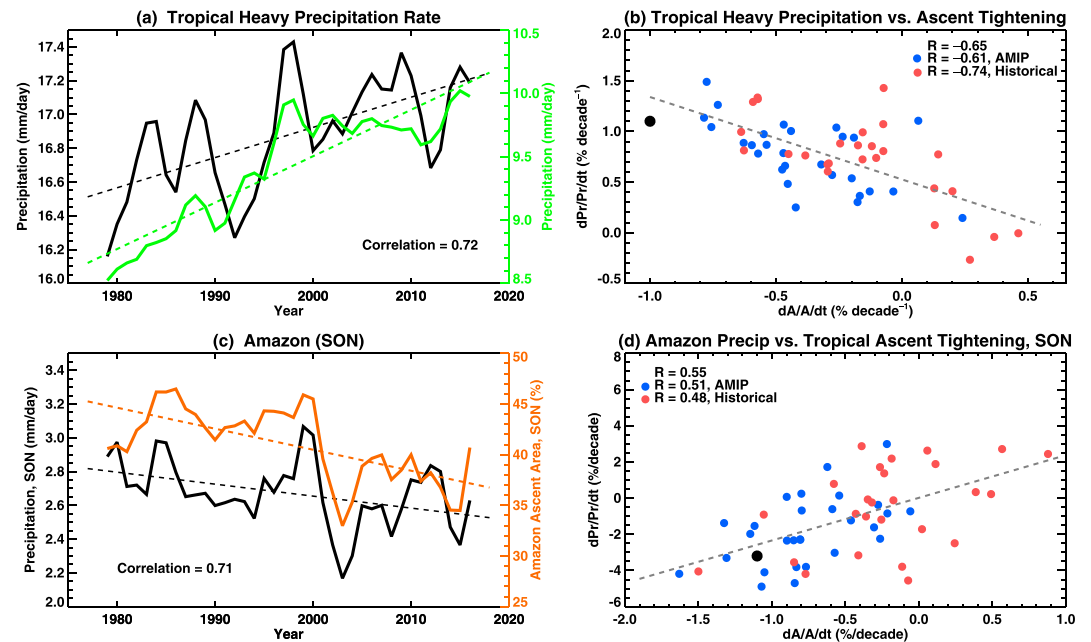 (a) Tropical Heavy Precipitation Rate
17.4
17.2
17.0
16.8
16.6
16.4
16.2
16.0
Precipitation (mm/day)
10.5
10.0
9.5
9.0
8.5
Precipitation (mm/day)
Correlation = 0.72
1980 1990 2000 2010 2020
Year
(b) Tropical Heavy Precipitation vs. Ascent Tightening
2.0
1.5
1.0
0.5
0.0
-0.5
dPr/Pr/dt (% decade⁻¹)
R = −0.65
R = −0.61, AMIP
R = −0.74, Historical
-1.0 -0.5 0.0 0.5
dA/A/dt (% decade⁻¹)
(c) Amazon (SON)
3.4
3.2
3.0
2.8
2.6
2.4
2.2
2.0
Precipitation, SON (mm/day)
50
45
40
35
30
25
Amazon Ascent Area, SON (%)
Correlation = 0.71
1980 1990 2000 2010 2020
Year
(d) Amazon Precip vs. Tropical Ascent Tightening, SON
8
6
4
2
0
-2
-4
-6
dPr/Pr/dt (%/decade)
R = 0.55
R = 0.51, AMIP
R = 0.48, Historical
-2.0 -1.5 -1.0 -0.5 0.0 0.5 1.0
dA/A/dt (%/decade)